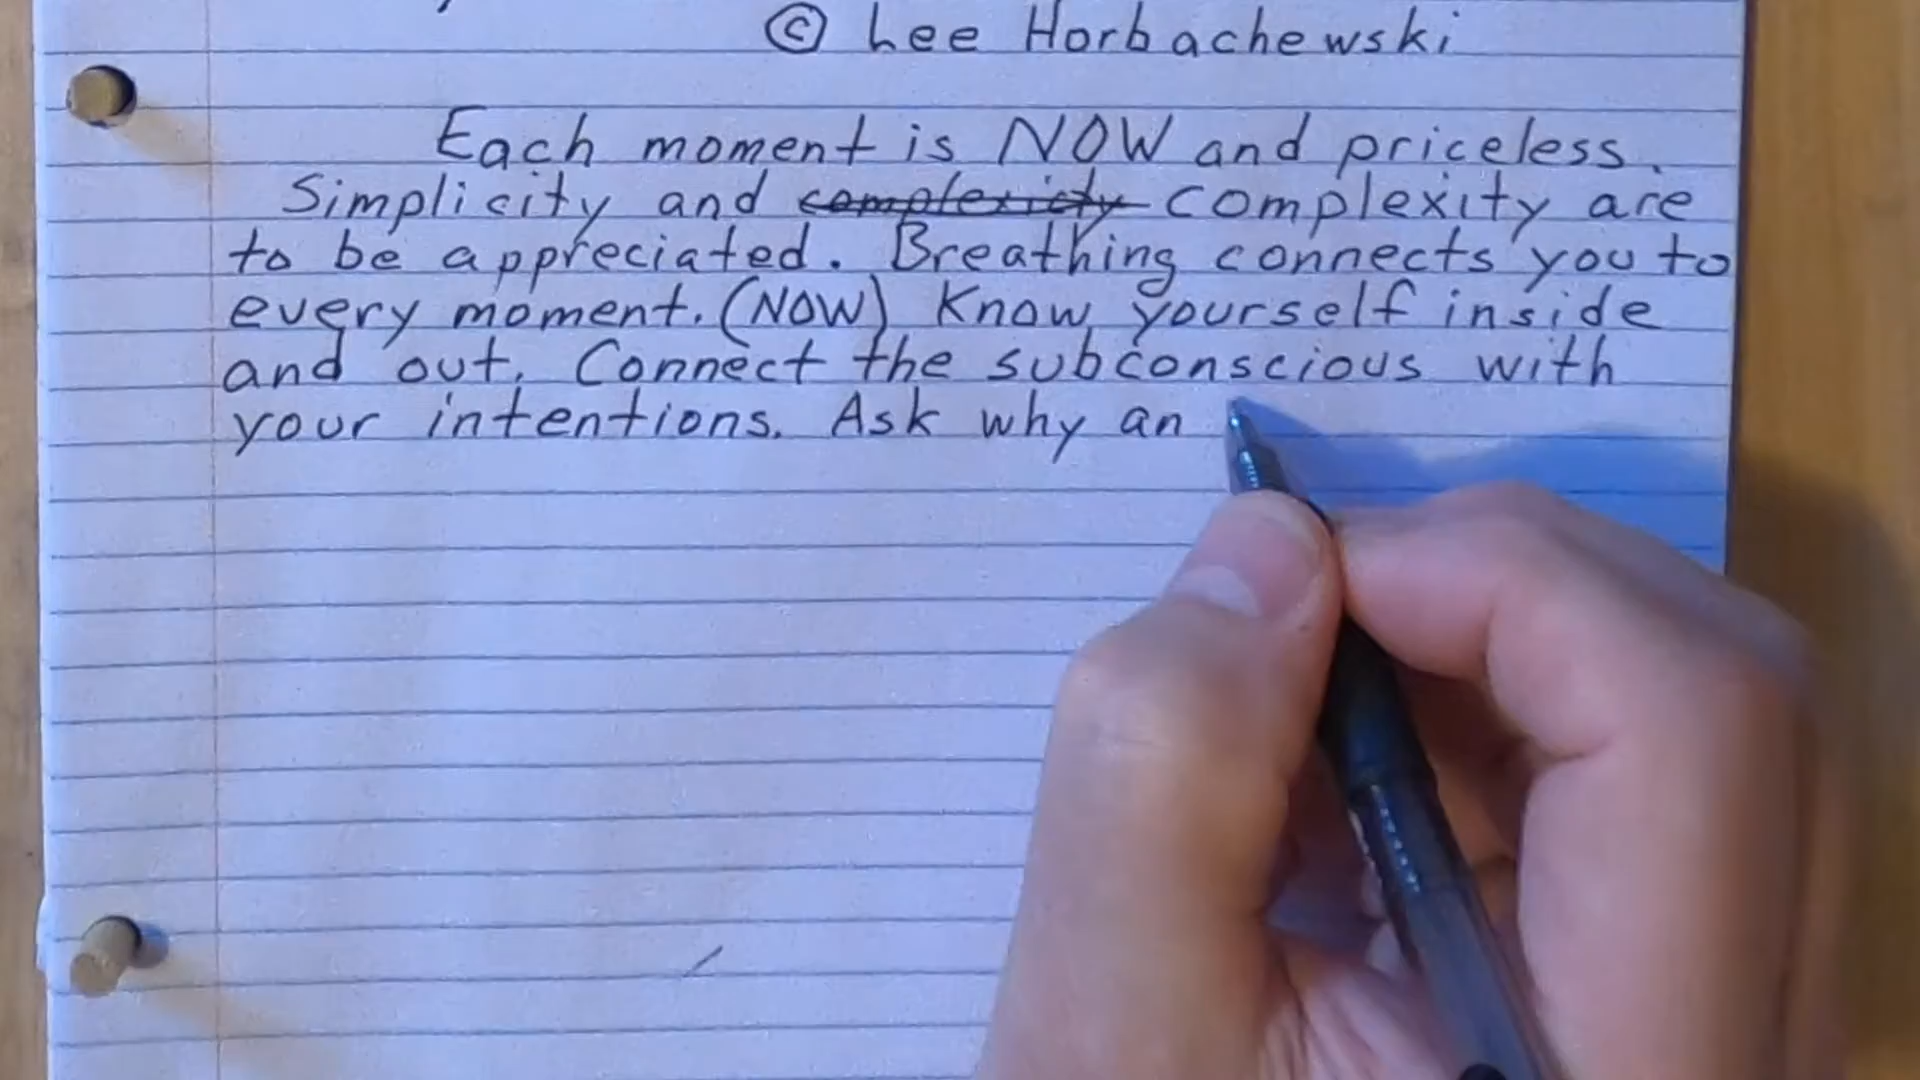 © Lee Horbachewski
Each moment is NOW and priceless.
Simplicity and complexicty complexity are
to be appreciated. Breathing connects you to
every moment. (NOW) Know yourself inside
and out. Connect the subconscious with
your intentions. Ask why an